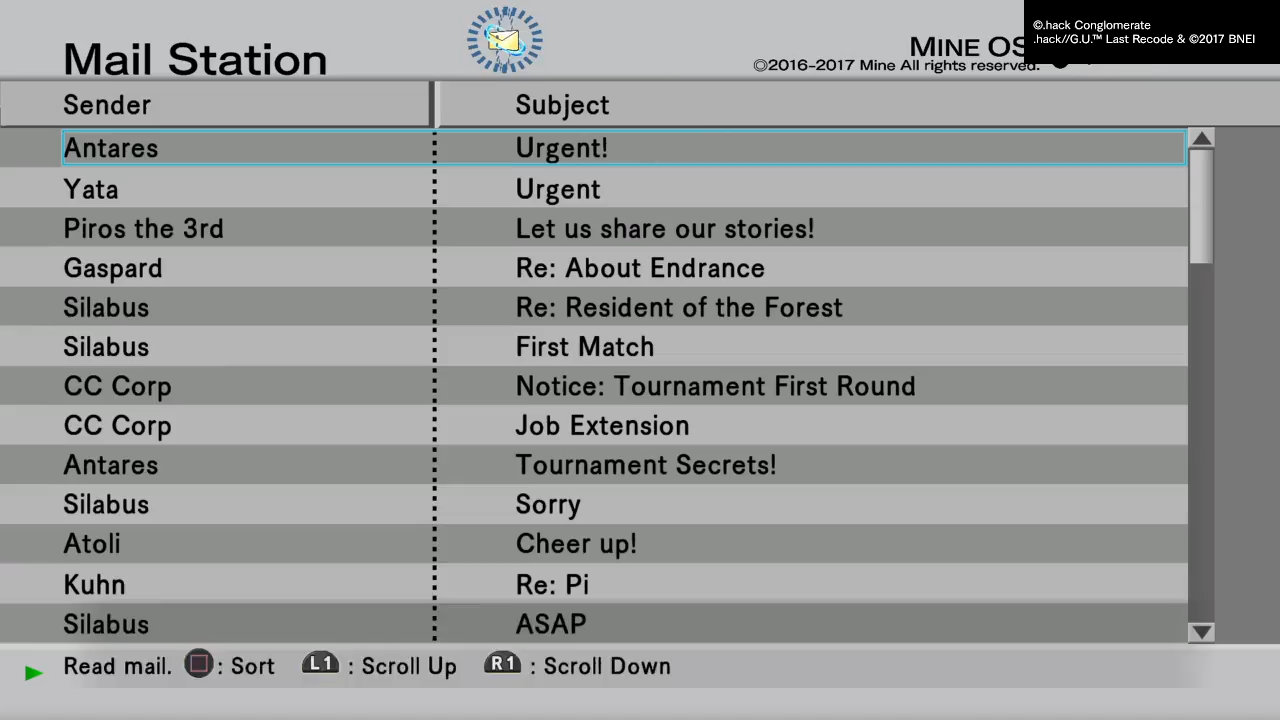 ©.hack Conglomerate
.hack//G.U.™ Last Recode & ©2017 BNEI
Mail Station
MINE OS
©2016-2017 Mine All rights reserved.
Sender Subject
Antares Urgent!
Yata Urgent
Piros the 3rd Let us share our stories!
Gaspard Re: About Endrance
Silabus Re: Resident of the Forest
Silabus First Match
CC Corp Notice: Tournament First Round
CC Corp Job Extension
Antares Tournament Secrets!
Silabus Sorry
Atoli Cheer up!
Kuhn Re: Pi
Silabus ASAP
Read mail. : Sort L1 : Scroll Up R1 : Scroll Down